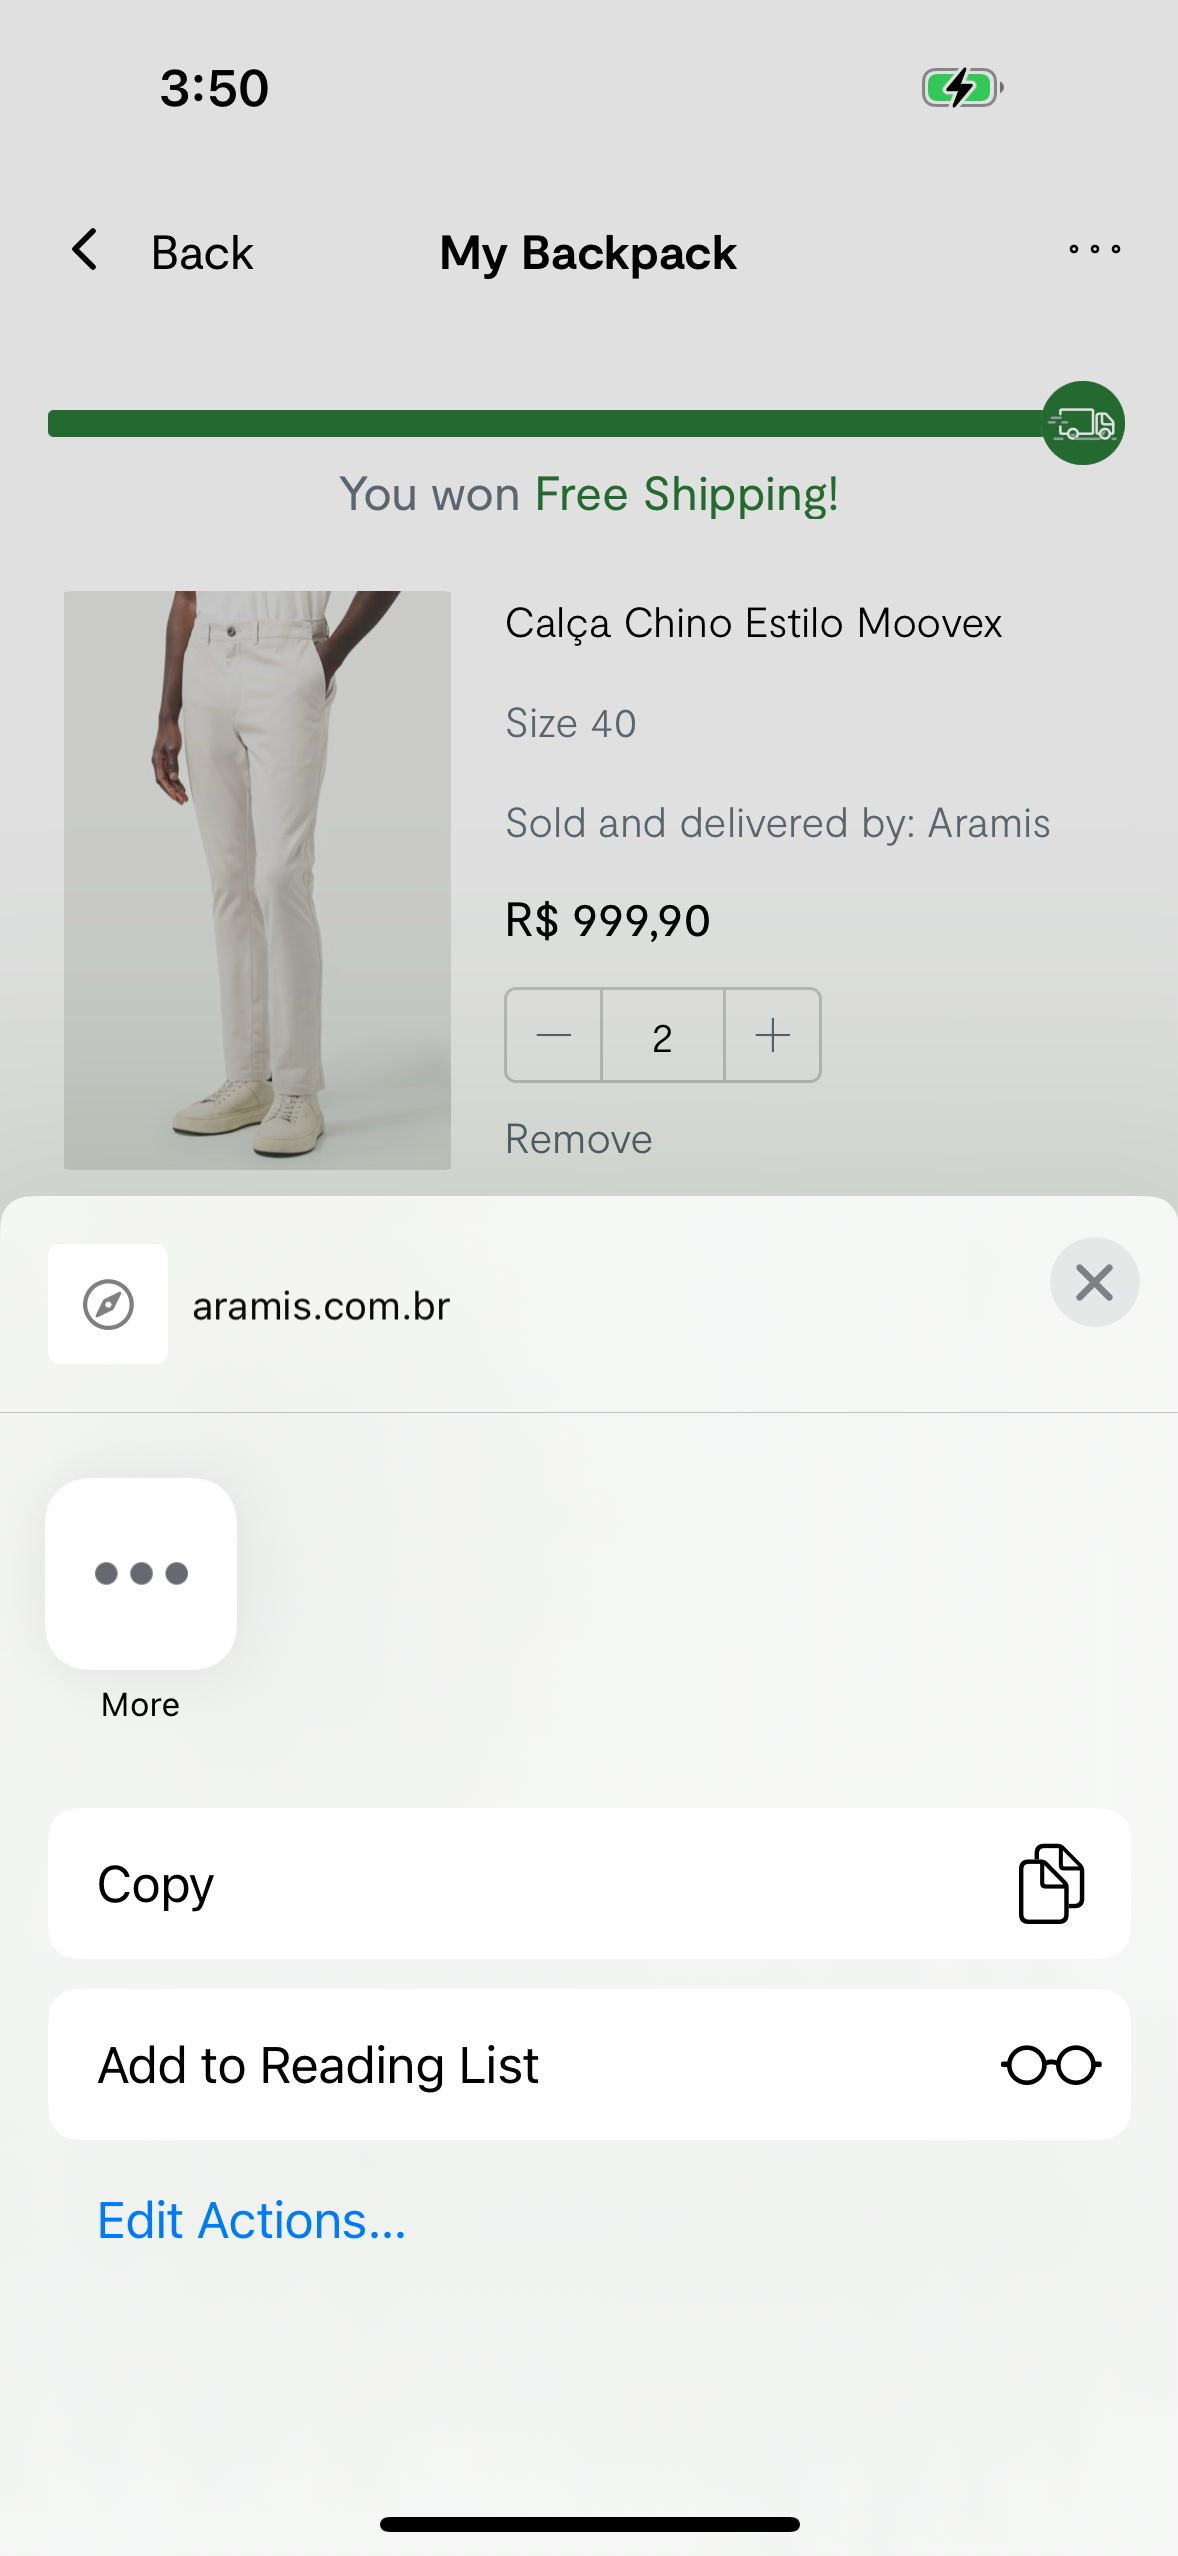 3:50
Back
My Backpack
You won Free Shipping!
Calça Chino Estilo Moovex
Size 40
Sold and delivered by: Aramis
R$ 999,90
2
Remove
aramis.com.br
More
Copy
Add to Reading List
Edit Actions...